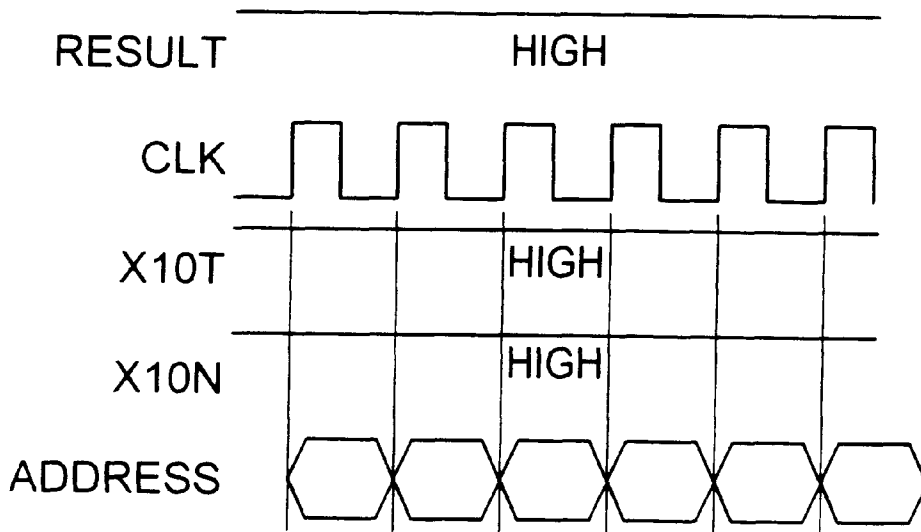 RESULT HIGH
CLK
X10T HIGH
X10N HIGH
ADDRESS